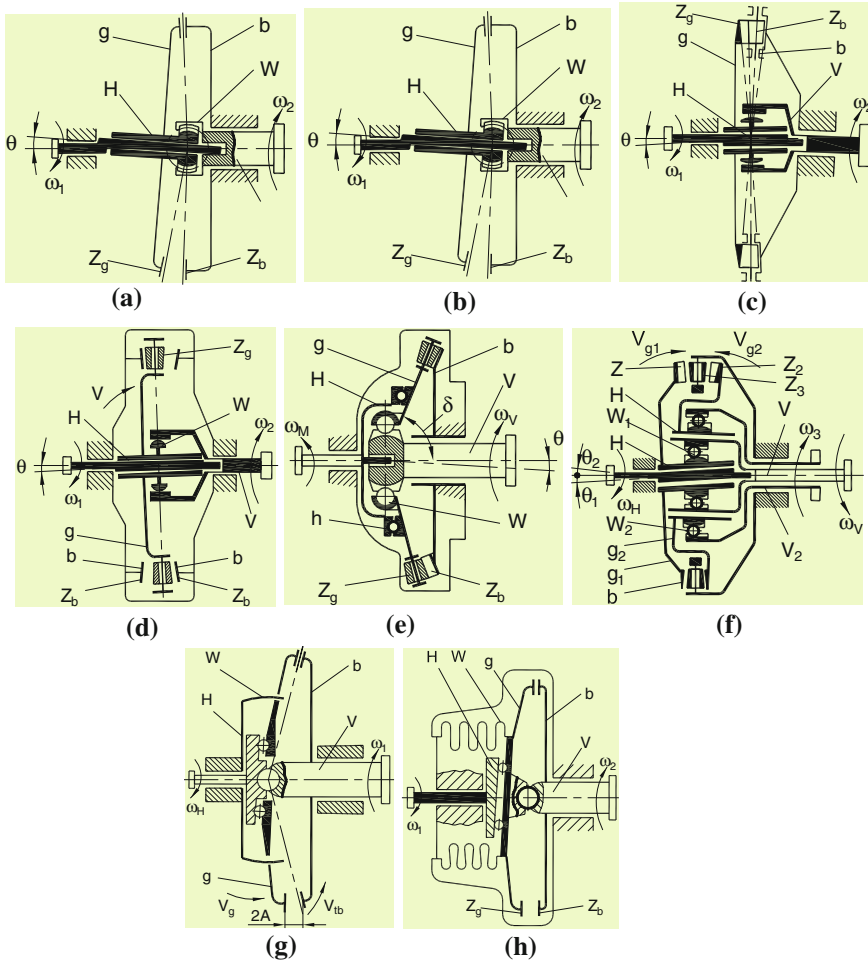 g b
H W
θ ω1 ω2
Zg Zb
(a)
g b
H W
θ ω1 ω2
Zg Zb
(b)
Zg Zb
g b
H V
θ ω1
(c)
Zg
V
H W
θ ω1 ω2
V
g
b b
Zb Zb
(d)
g b
H V
δ
ωM ωV
θ
h W
Zg Zb
(e)
Vg1 Vg2
Z Z2
Z3
H V
W1
H ω3
θ2
θ1 ωH
W2 ωV
g2 V2
g1
b
(f)
W b
H
V
ω1
ωH
g
Vg 2A Vtb
(g)
H W g
b
V
ω2
ω1
Zg Zb
(h)